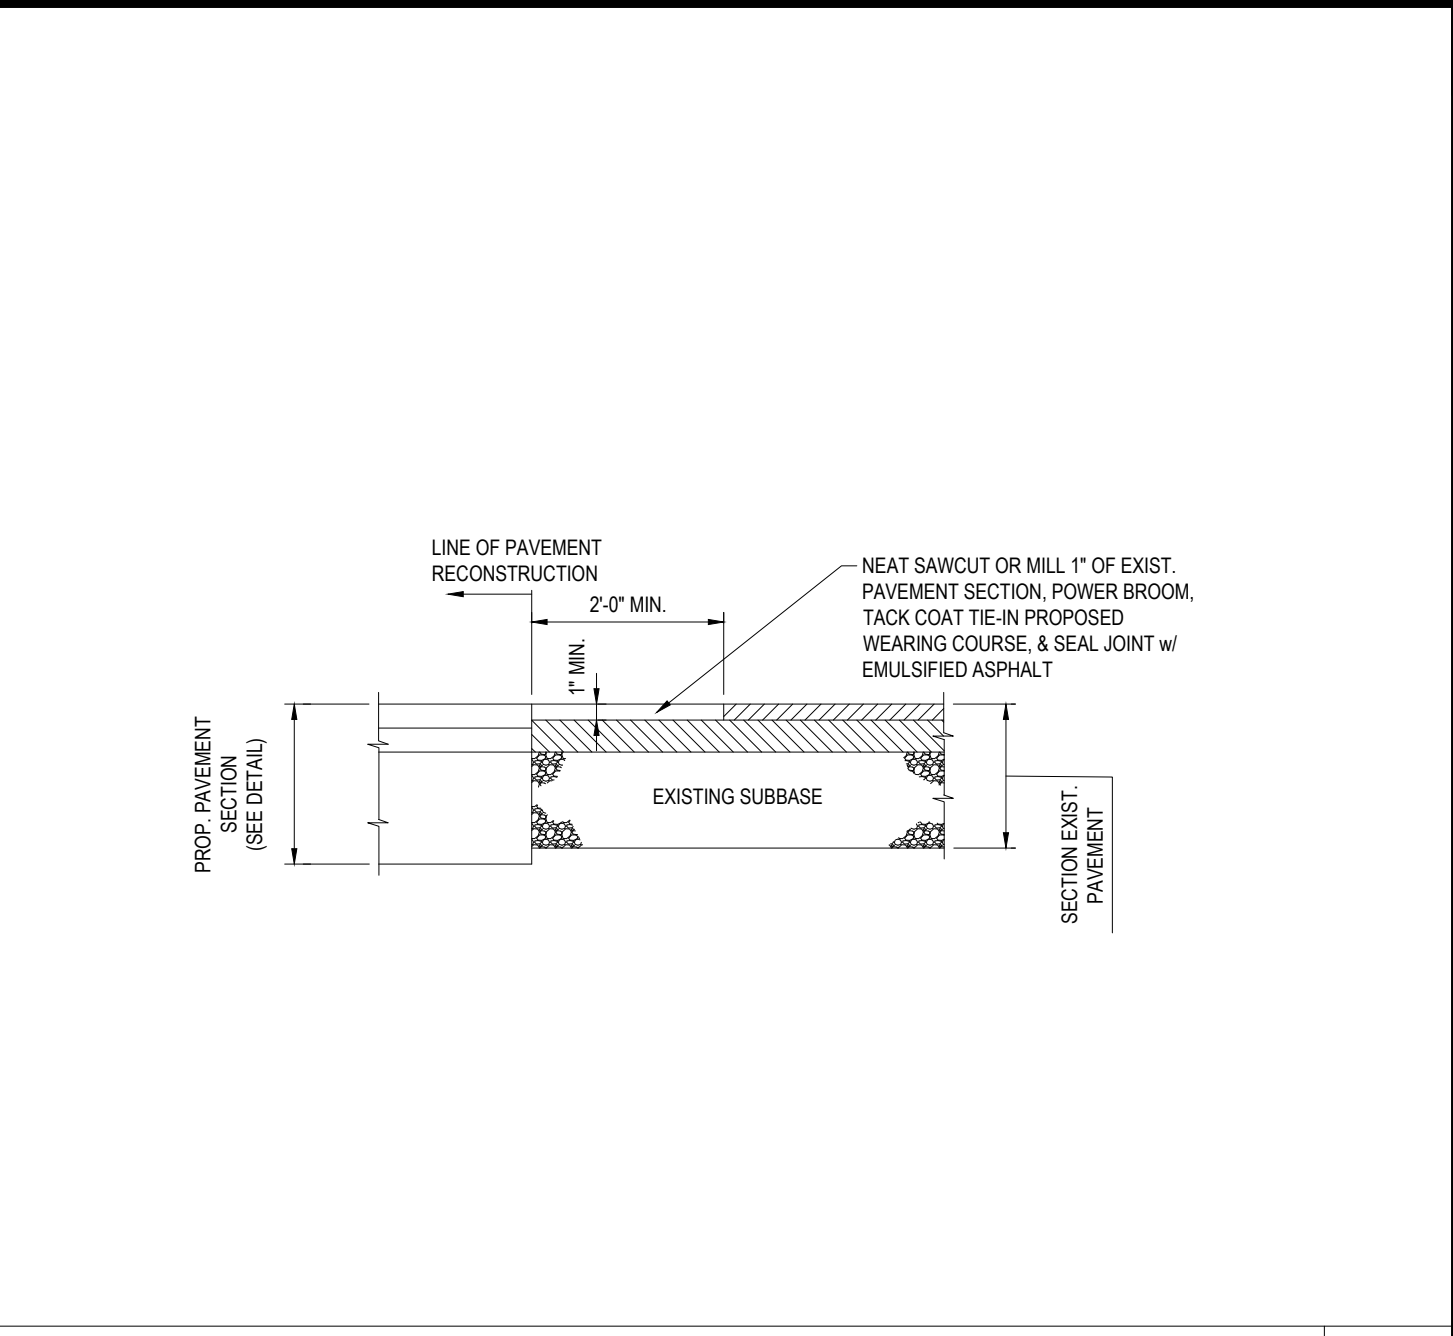 LINE OF PAVEMENT
RECONSTRUCTION
2'-0" MIN.
1" MIN.
NEAT SAWCUT OR MILL 1" OF EXIST.
PAVEMENT SECTION, POWER BROOM,
TACK COAT TIE-IN PROPOSED
WEARING COURSE, & SEAL JOINT w/
EMULSIFIED ASPHALT
PROP. PAVEMENT
SECTION
(SEE DETAIL)
EXISTING SUBBASE
SECTION EXIST.
PAVEMENT